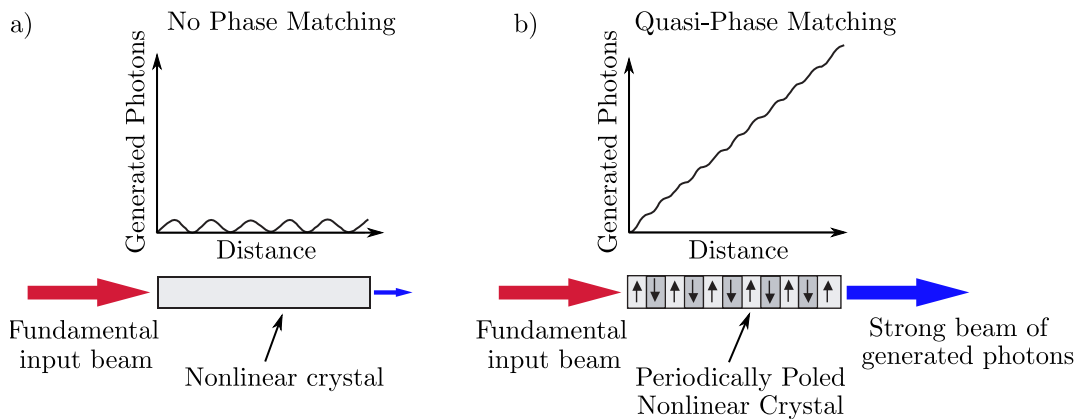 a)
No Phase Matching
Generated Photons
Distance
Fundamental
input beam
Nonlinear crystal
b)
Quasi-Phase Matching
Generated Photons
Distance
Fundamental
input beam
Periodically Poled
Nonlinear Crystal
Strong beam of
generated photons